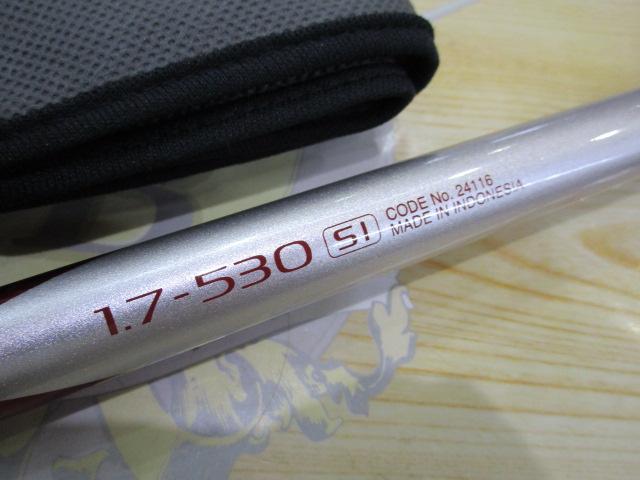 1.7-530 SI
CODE No. 24116
MADE IN INDONESIA